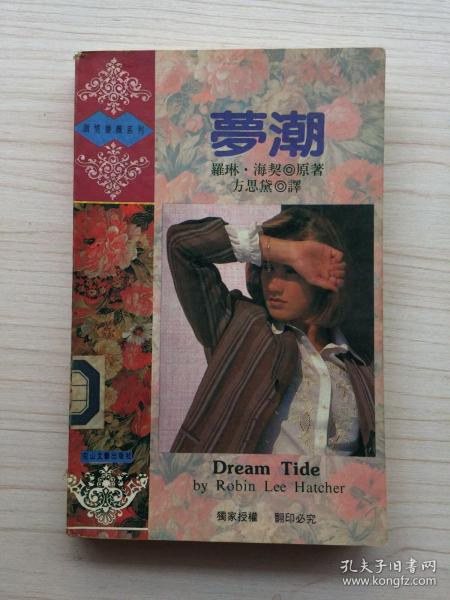 浪漫薔薇系列
夢潮
羅琳·海契◎原著
方思黛◎譯
Dream Tide
by Robin Lee Hatcher
獨家授權 翻印必究
孔夫子旧书网
www.kongfz.com